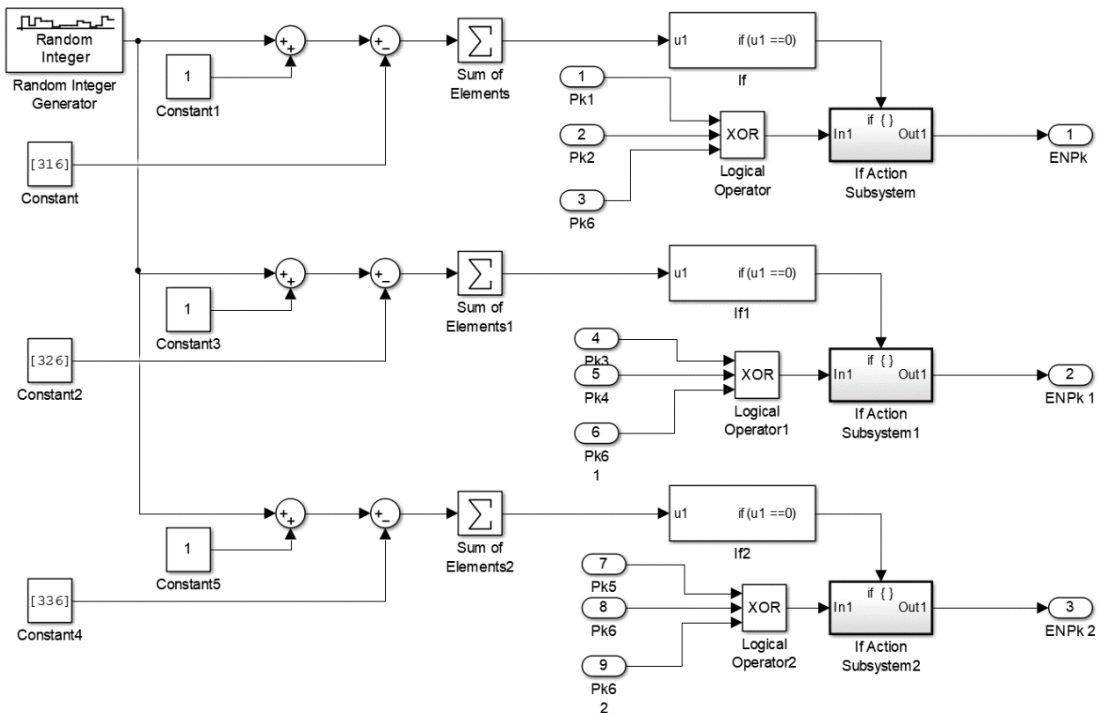 Random
Integer
Random Integer
Generator
1
Constant1
[316]
Constant
+
+
+
−
Σ
Sum of
Elements
u1
if(u1 ==0)
If
1
Pk1
2
Pk2
3
Pk6
XOR
Logical
Operator
if { }
In1
Out1
If Action
Subsystem
1
ENPk
1
Constant3
[326]
Constant2
+
+
+
−
Σ
Sum of
Elements1
u1
if(u1 ==0)
If1
4
Pk3
5
Pk4
6
Pk6
1
XOR
Logical
Operator1
if { }
In1
Out1
If Action
Subsystem1
2
ENPk 1
1
Constant5
[336]
Constant4
+
+
+
−
Σ
Sum of
Elements2
u1
if(u1 ==0)
If2
7
Pk5
8
Pk6
9
Pk6
2
XOR
Logical
Operator2
if { }
In1
Out1
If Action
Subsystem2
3
ENPk 2